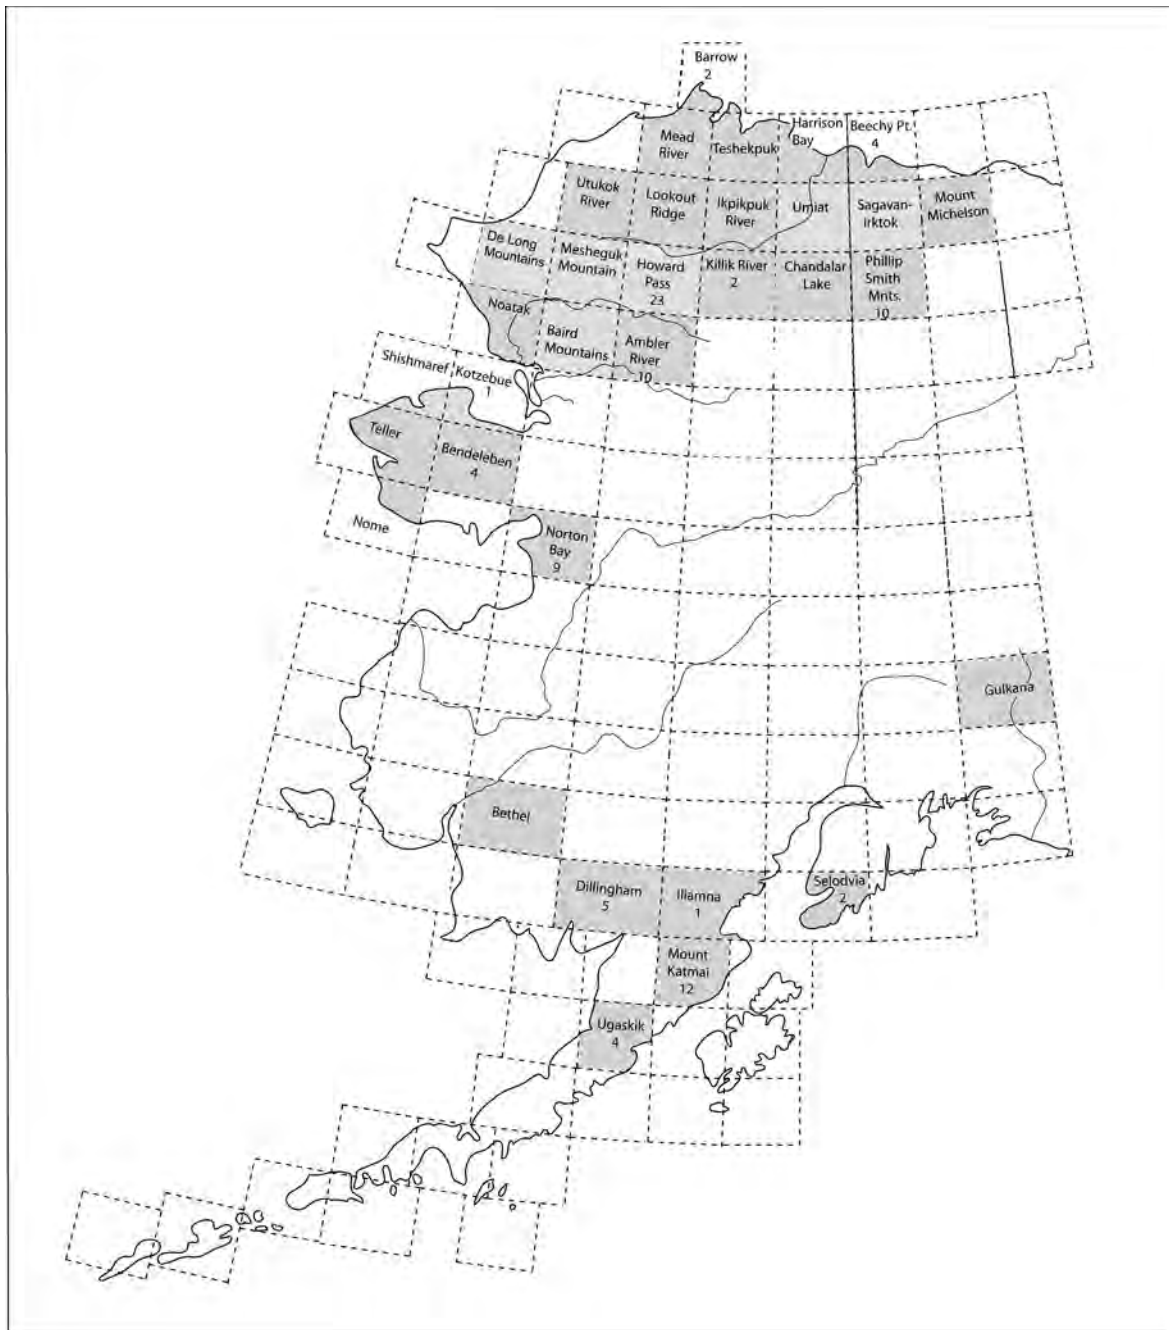 Barrow
2
Mead
River
Teshekpuk
Harrison
Bay
Beechy Pt.
4
Utukok
River
Lookout
Ridge
Ikpikpuk
River
Umiat
Sagavan-
irktok
Mount
Michelson
De Long
Mountains
Mesheguk
Mountain
Howard
Pass
23
Killik River
2
Chandalar
Lake
Phillip
Smith
Mnts.
10
Noatak
Baird
Mountains
Ambler
River
10
Shishmaref
Kotzebue
1
Teller
Bendeleben
4
Nome
Norton
Bay
9
Gulkana
Bethel
Dillingham
5
Illamna
1
Selodvia
2
Mount
Katmai
12
Ugaskik
4